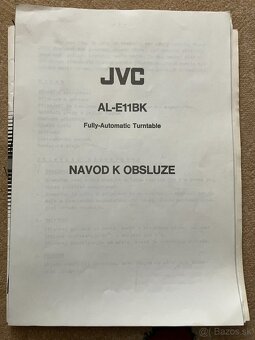 JVC
AL-E11BK
Fully-Automatic Turntable
NAVOD K OBSLUZE
Bazos.sk